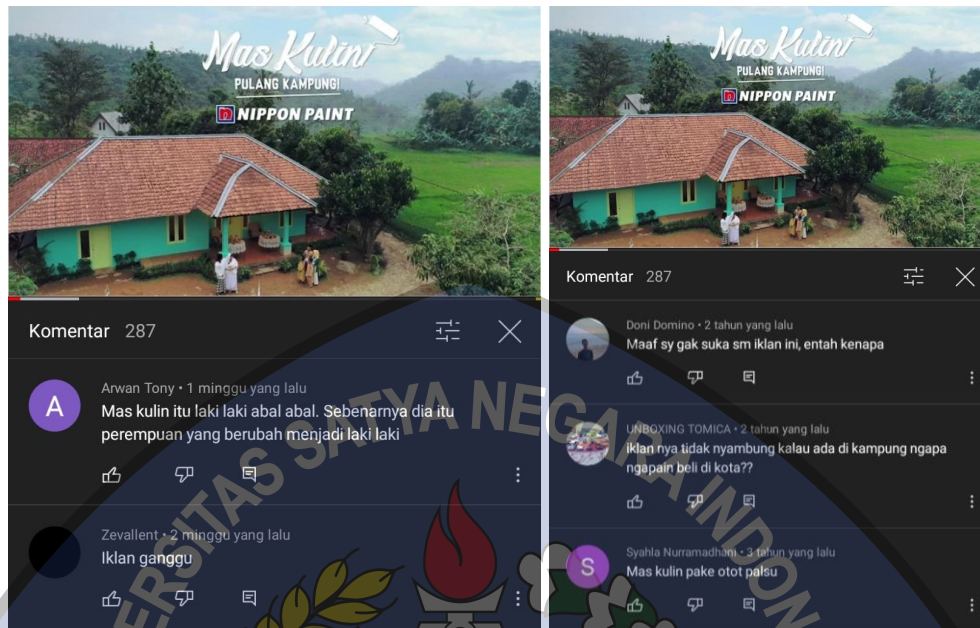 Mas Kulin
PULANG KAMPUNG!
NIPPON PAINT
Komentar 287
A
Arwan Tony • 1 minggu yang lalu
Mas kulin itu laki laki abal abal. Sebenarnya dia itu
perempuan yang berubah menjadi laki laki
Zevallent • 2 minggu yang lalu
Iklan ganggu
Mas Kulin
PULANG KAMPUNG!
NIPPON PAINT
Komentar 287
Doni Domino • 2 tahun yang lalu
Maaf sy gak suka sm iklan ini, entah kenapa
UNBOXING TOMICA • 2 tahun yang lalu
iklan nya tidak nyambung kalau ada di kampung ngapa
ngapain beli di kota??
S
Syahla Nurramadhani • 3 tahun yang lalu
Mas kulin pake otot palsu
ERSITAS SATYA NEGARA INDON